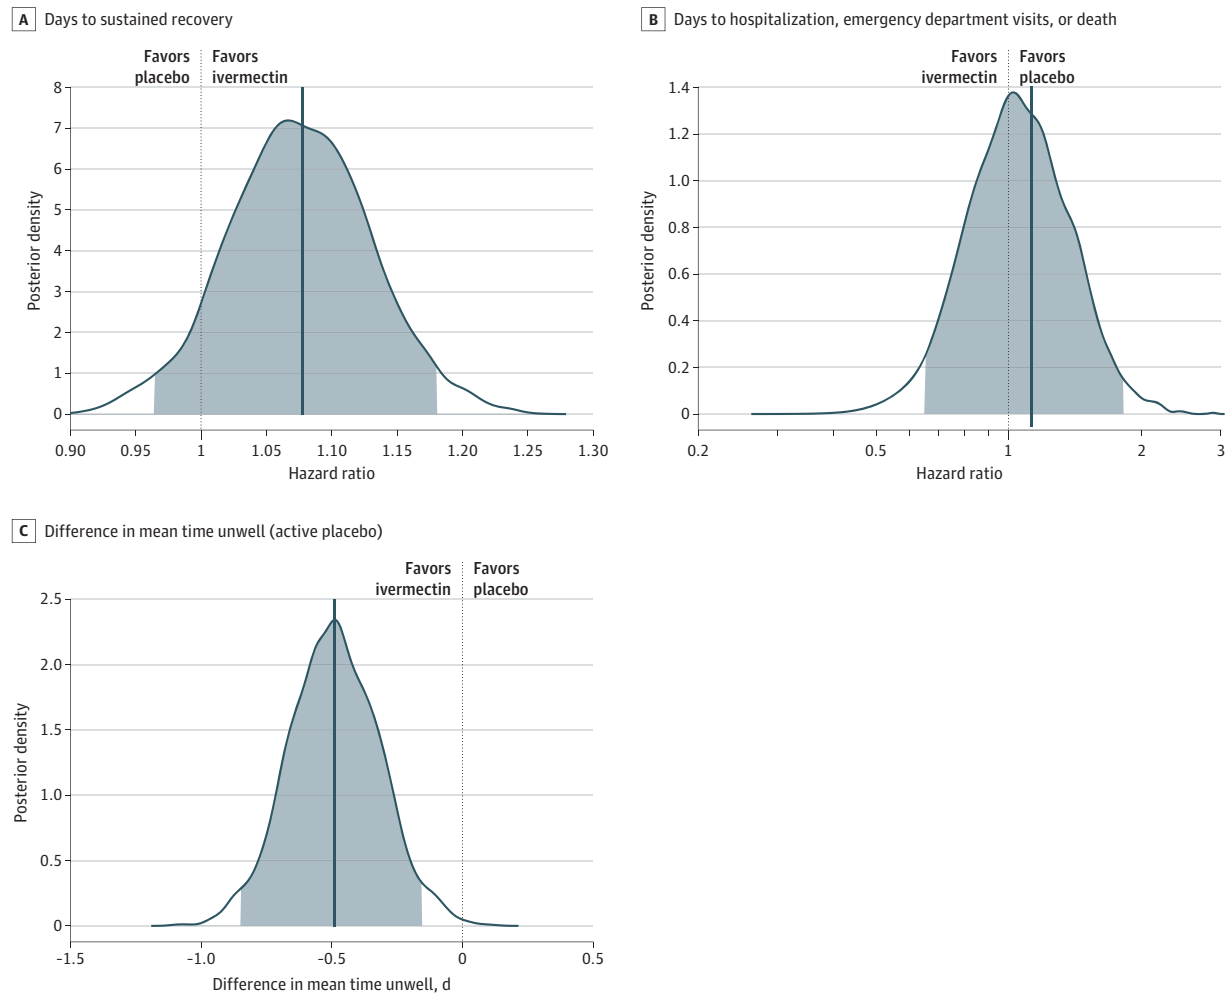 A Days to sustained recovery
Favors placebo
Favors ivermectin
8
7
6
5
4
3
2
1
0
Posterior density
0.90 0.95 1 1.05 1.10 1.15 1.20 1.25 1.30
Hazard ratio
B Days to hospitalization, emergency department visits, or death
Favors ivermectin
Favors placebo
1.4
1.2
1.0
0.8
0.6
0.4
0.2
0
Posterior density
0.2 0.5 1 2 3
Hazard ratio
C Difference in mean time unwell (active placebo)
Favors ivermectin
Favors placebo
2.5
2.0
1.5
1.0
0.5
0
Posterior density
-1.5 -1.0 -0.5 0 0.5
Difference in mean time unwell, d